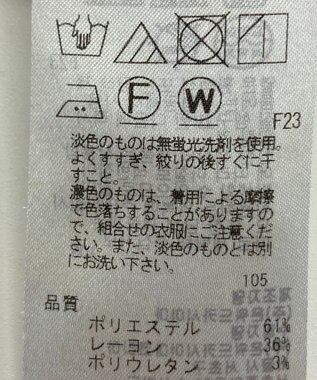 F
W
F23
淡色のものは無蛍光洗剤を使用。
よくすすぎ、絞りの後すぐに干
すこと。
濃色のものは、着用による摩擦
で色落ちすることがありますの
で、組合せの衣服にご注意くだ
さい。また、淡色のものとは別
にお洗い下さい。
105
品質
ポリエステル 61%
レーヨン 36%
ポリウレタン 3%